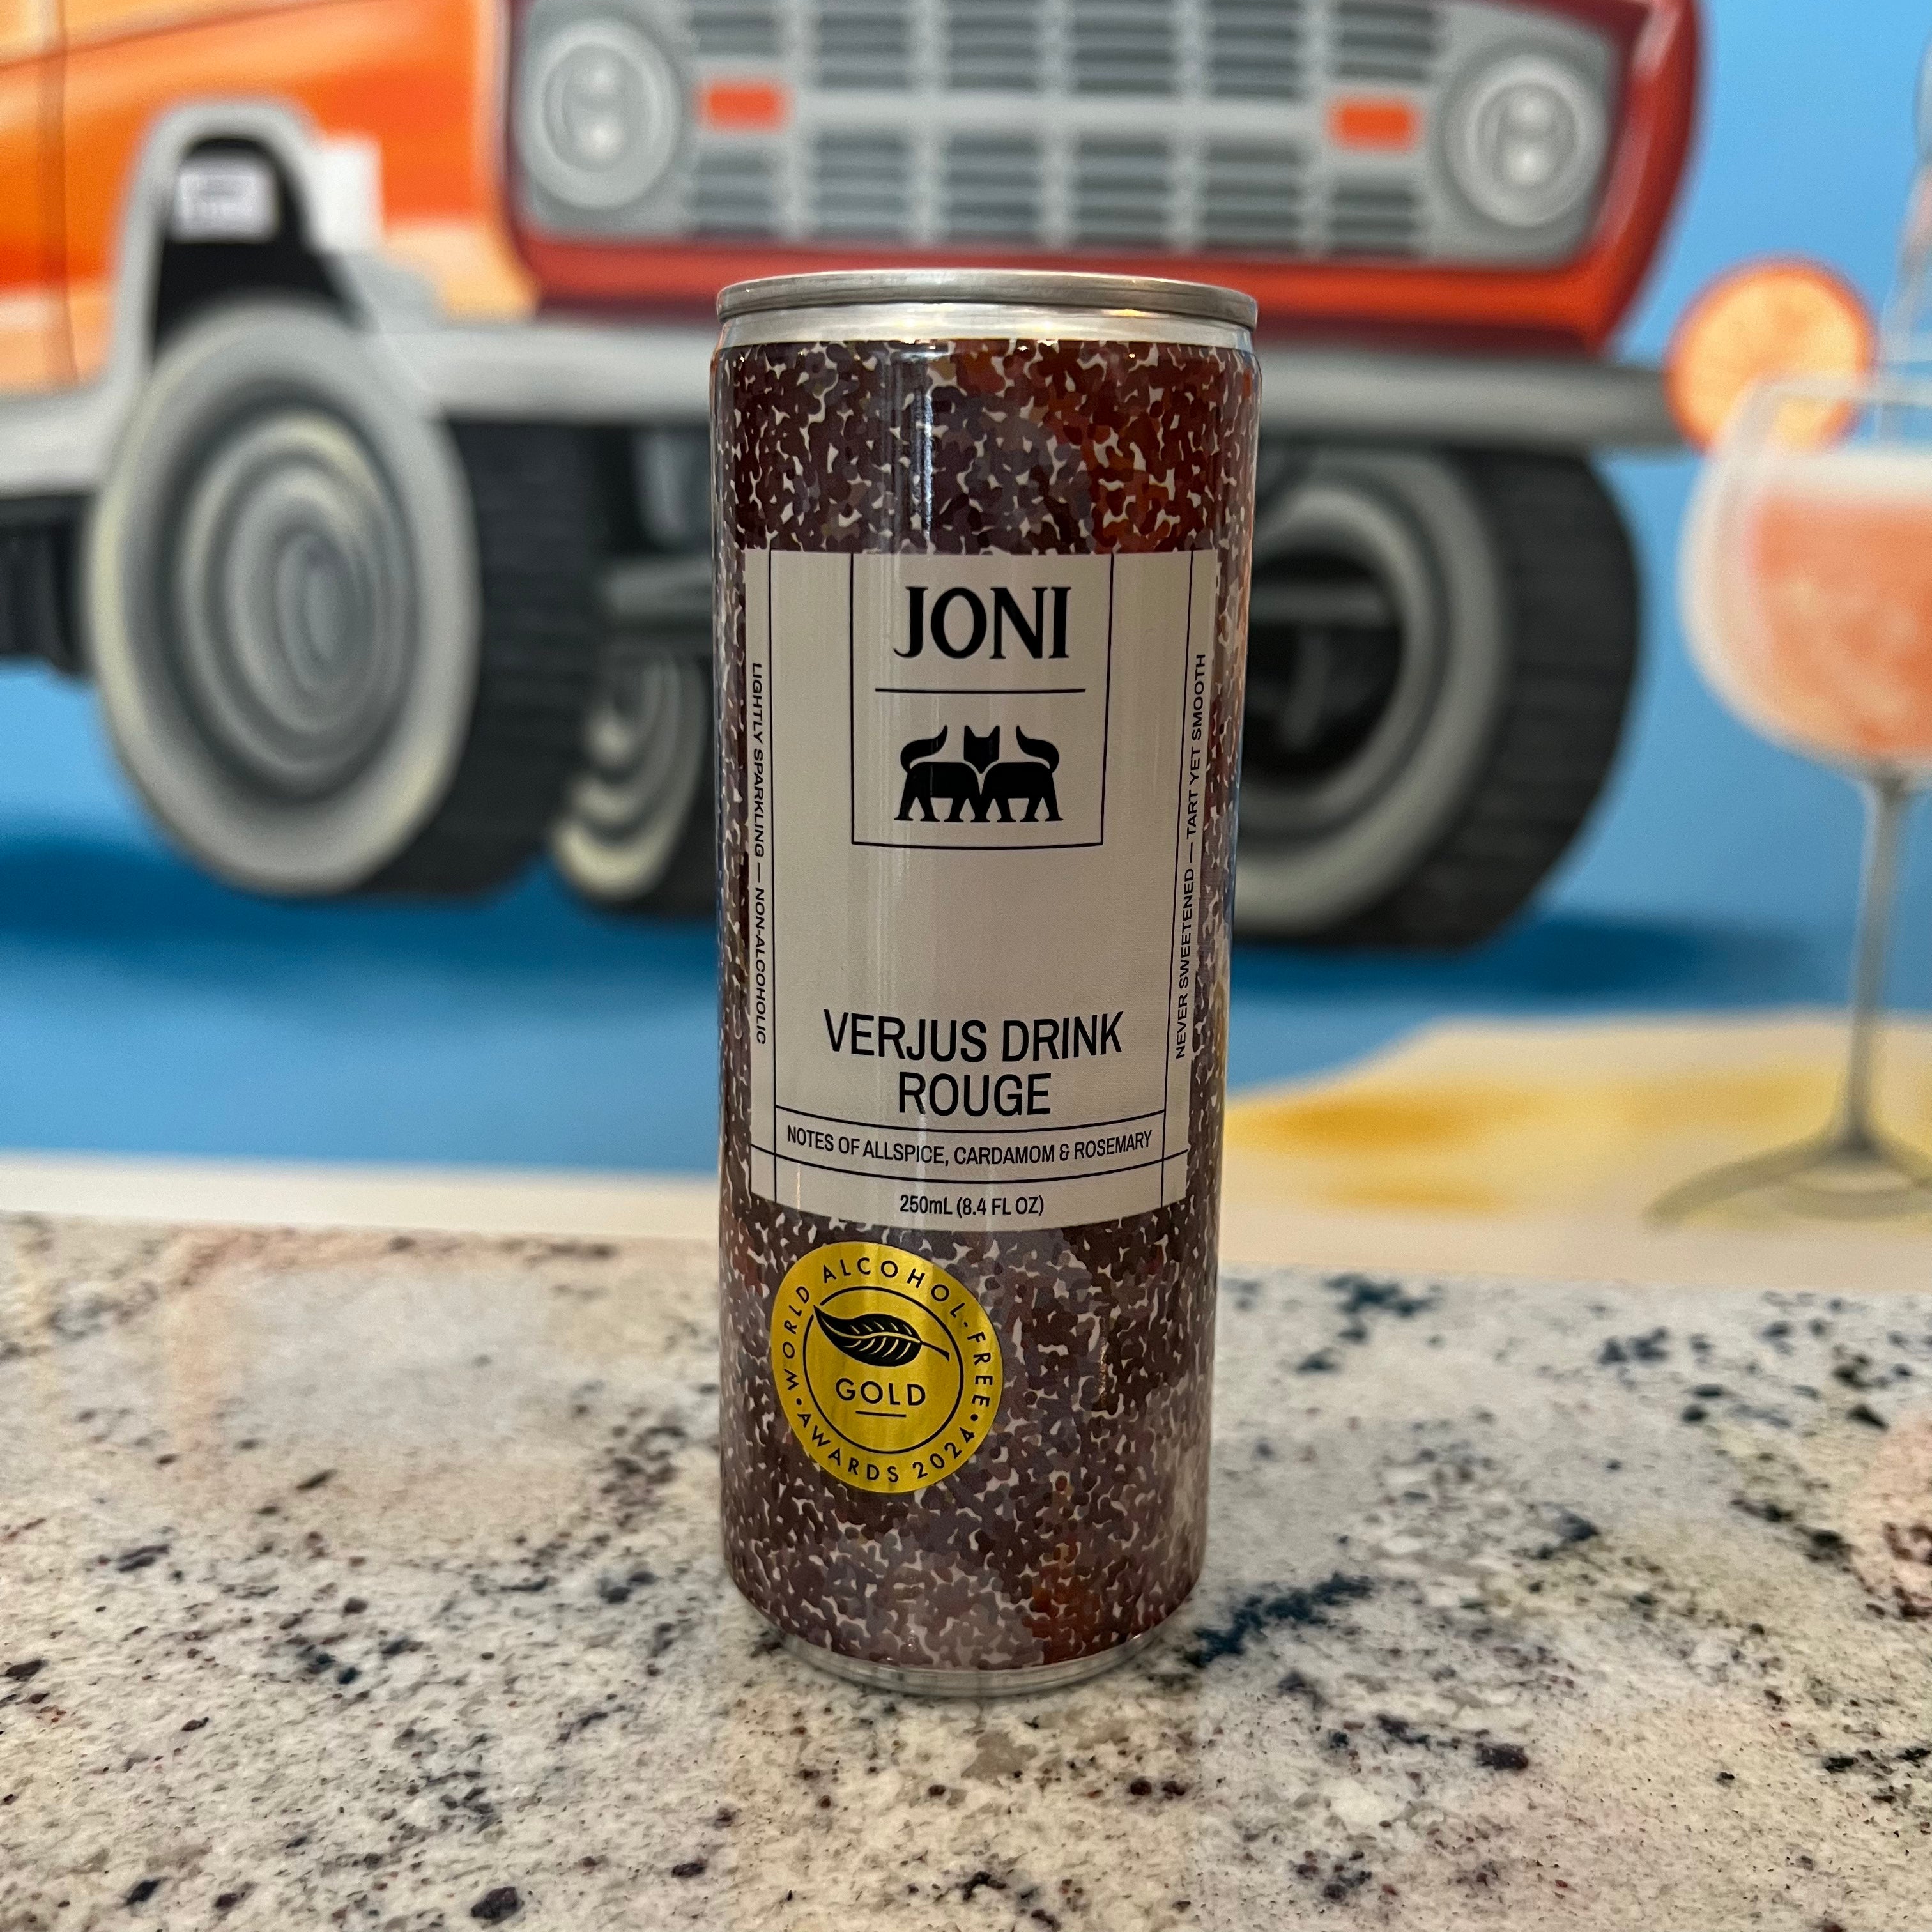 JONI
LIGHTLY SPARKLING — NON-ALCOHOLIC
NEVER SWEETENED — TART YET SMOOTH
VERJUS DRINK
ROUGE
NOTES OF ALLSPICE, CARDAMOM & ROSEMARY
250mL (8.4 FL OZ)
WORLD ALCOHOL-FREE
GOLD
AWARDS 2024